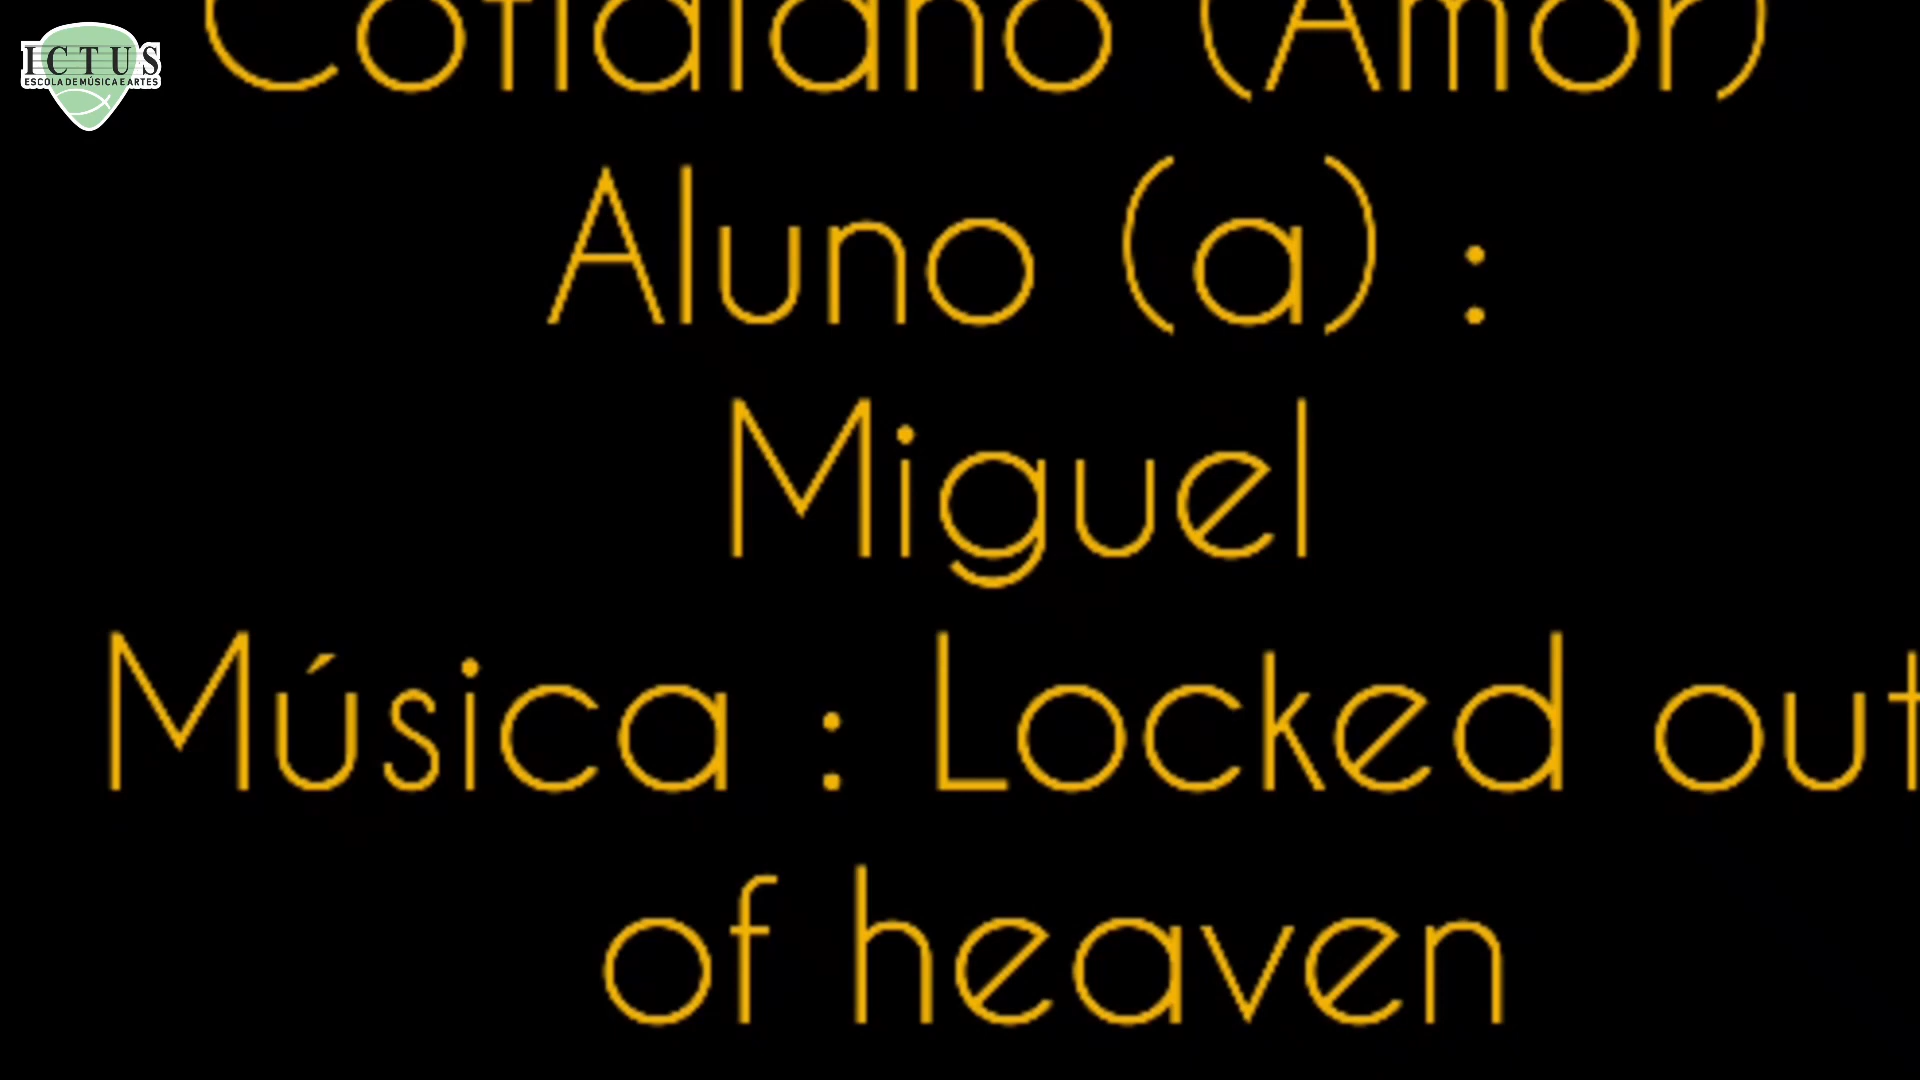 ICTUS
ESCOLA DE MÚSICA E ARTES
Cotidiano (Amor)
Aluno (a) :
Miguel
Música : Locked out
of heaven